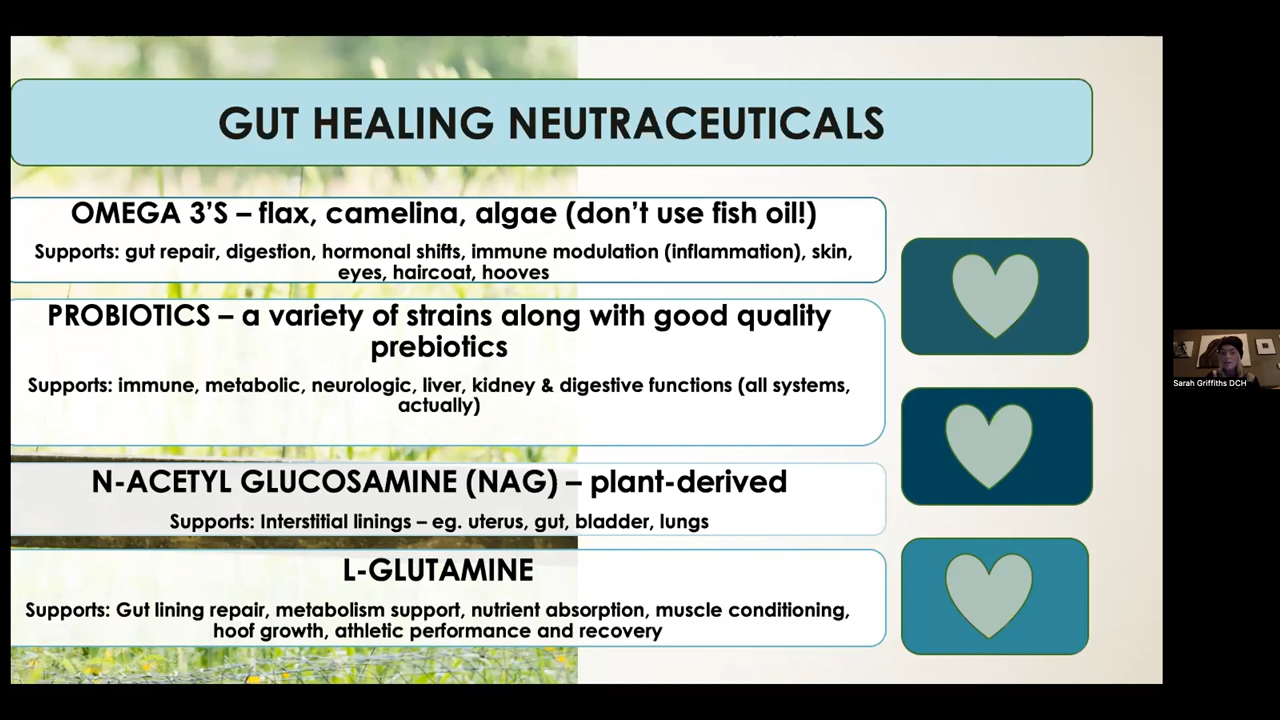 GUT HEALING NEUTRACEUTICALS
OMEGA 3'S – flax, camelina, algae (don't use fish oil!)
Supports: gut repair, digestion, hormonal shifts, immune modulation (inflammation), skin,
eyes, haircoat, hooves
PROBIOTICS – a variety of strains along with good quality
prebiotics
Supports: immune, metabolic, neurologic, liver, kidney & digestive functions (all systems,
actually)
N-ACETYL GLUCOSAMINE (NAG) – plant-derived
Supports: Interstitial linings – eg. uterus, gut, bladder, lungs
L-GLUTAMINE
Supports: Gut lining repair, metabolism support, nutrient absorption, muscle conditioning,
hoof growth, athletic performance and recovery
Sarah Griffiths DCH